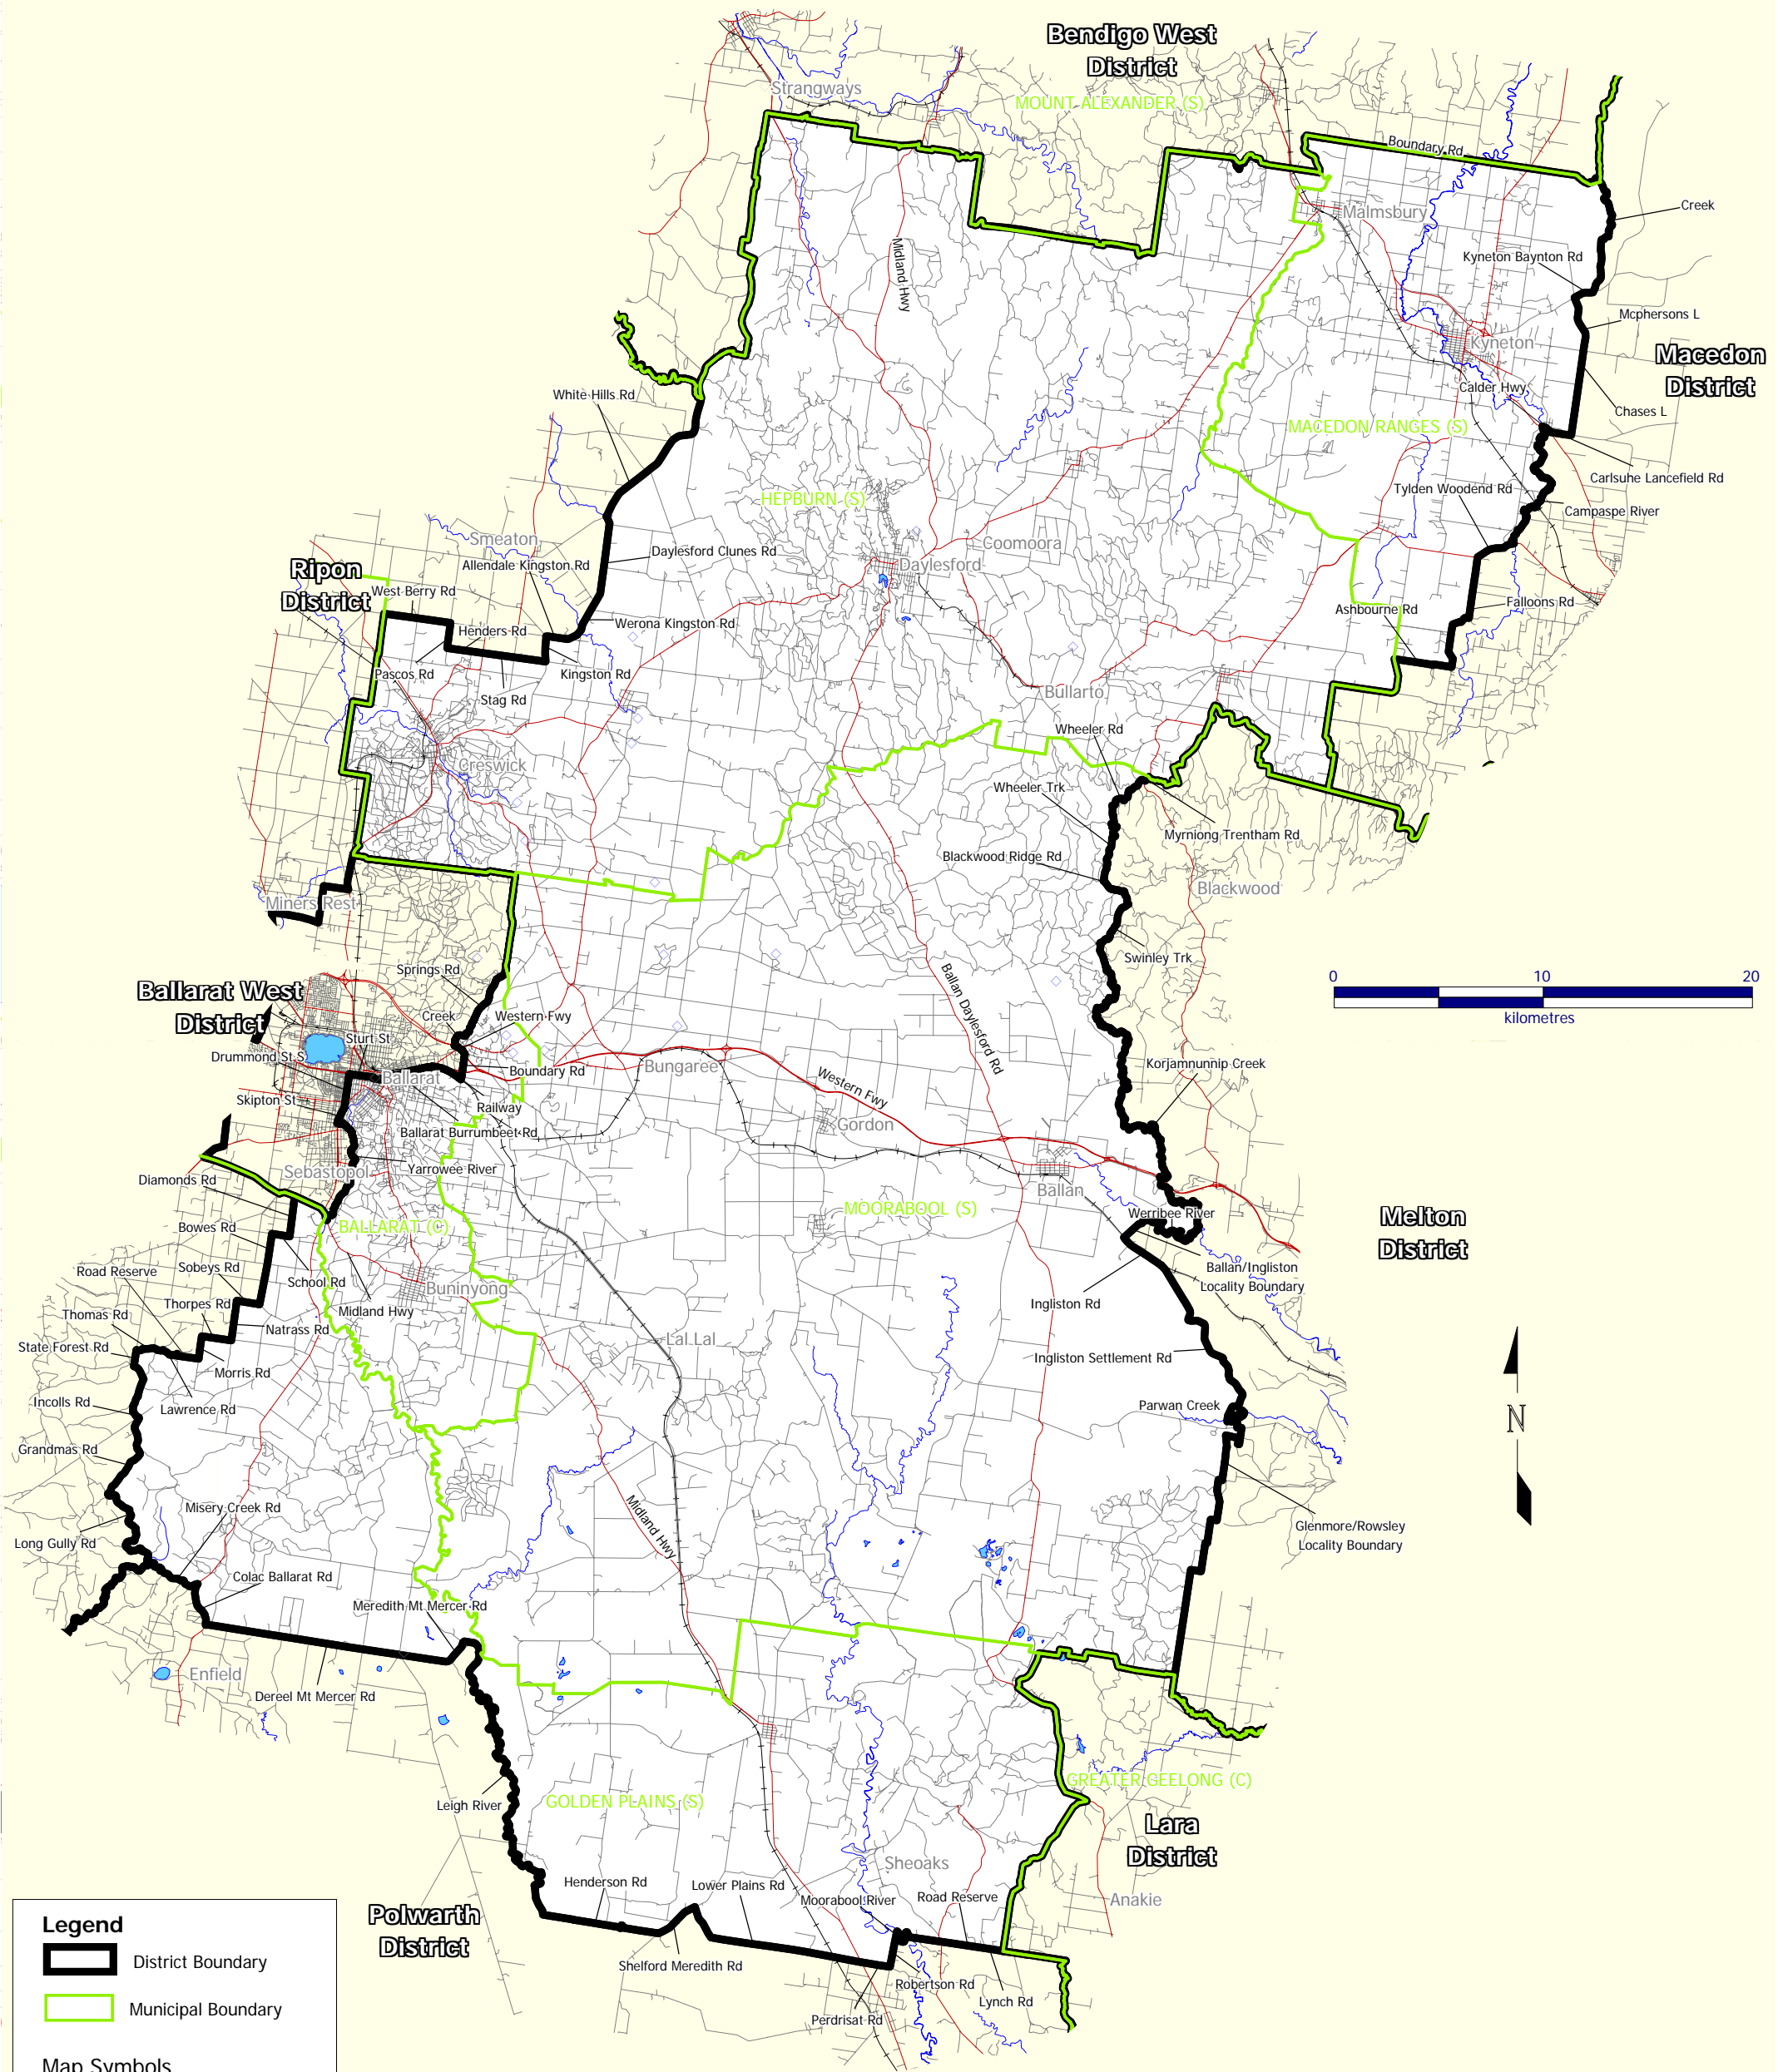 Bendigo West
District
Strangways
MOUNT ALEXANDER (S)
Boundary Rd
Malmsbury
Creek
Midland Hwy
Kyneton Baynton Rd
Mcphersons L
Kyneton
Macedon
District
Calder Hwy
White Hills Rd
Chases L
MACEDON RANGES (S)
Carlsuhe Lancefield Rd
Tylden Woodend Rd
HEPBURN (S)
Campaspe River
Smeaton
Coomoora
Daylesford Clunes Rd
Allendale Kingston Rd
Daylesford
Ripon
District
West Berry Rd
Falloons Rd
Ashbourne Rd
Werona Kingston Rd
Henders Rd
Pascos Rd
Kingston Rd
Stag Rd
Bullarto
Wheeler Rd
Creswick
Wheeler Trk
Myrniong Trentham Rd
Blackwood Ridge Rd
Blackwood
Miners Rest
Swinley Trk
Springs Rd
0
10
20
kilometres
Ballarat West
District
Ballan Daylesford Rd
Creek
Western Fwy
Sturt St
Drummond St S
Korjamnunnip Creek
Boundary Rd
Bungaree
Ballarat
Western Fwy
Skipton St
Railway
Gordon
Ballarat Burrumbeet Rd
Sebastopol
Yarrowee River
Diamonds Rd
Ballan
MOORABOOL (S)
Werribee River
Melton
District
Bowes Rd
BALLARAT (C)
Sobeys Rd
Ballan/Ingliston
Locality Boundary
Road Reserve
School Rd
Buninyong
Thorpes Rd
Ingliston Rd
Thomas Rd
Midland Hwy
Natrass Rd
Lal Lal
State Forest Rd
Ingliston Settlement Rd
Morris Rd
Incolls Rd
Lawrence Rd
Parwan Creek
N
Grandmas Rd
Misery Creek Rd
Midland Hwy
Glenmore/Rowsley
Locality Boundary
Long Gully Rd
Colac Ballarat Rd
Meredith Mt Mercer Rd
Enfield
Dereel Mt Mercer Rd
GREATER GEELONG (C)
Leigh River
GOLDEN PLAINS (S)
Lara
District
Sheoaks
Henderson Rd
Lower Plains Rd
Moorabool River
Road Reserve
Anakie
Polwarth
District
Shelford Meredith Rd
Robertson Rd
Lynch Rd
Perdrisat Rd
Legend
District Boundary
Municipal Boundary
Map Symbols